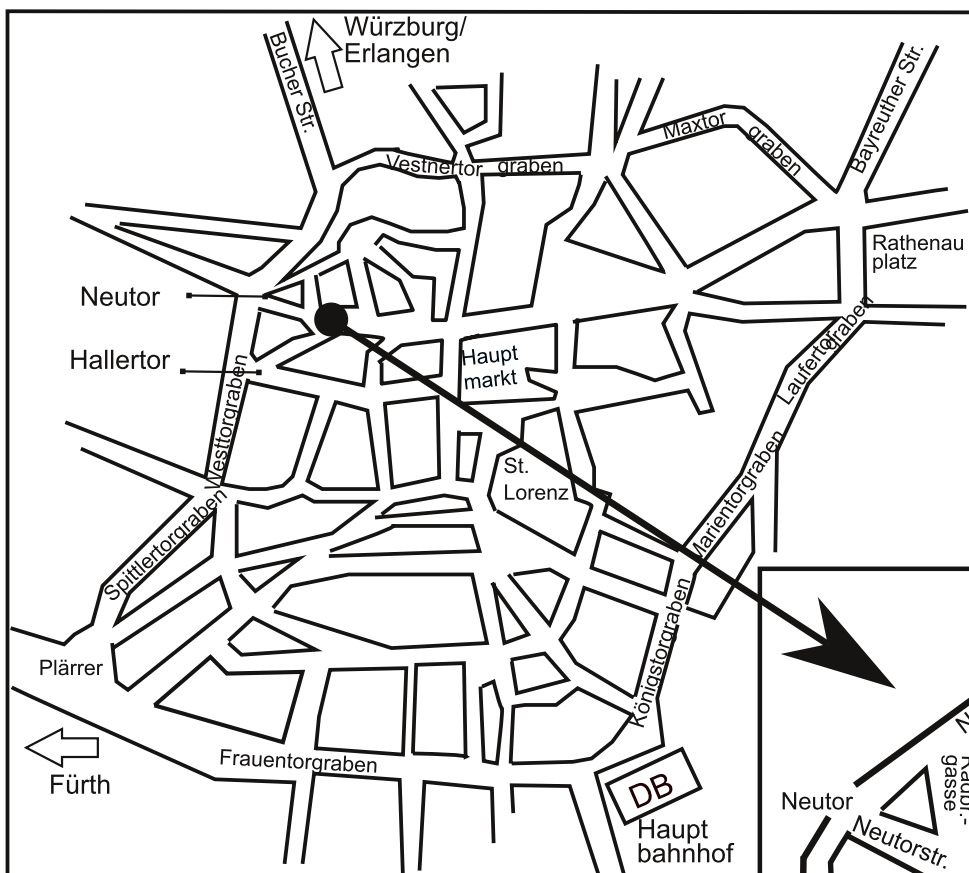 Würzburg/
Erlangen
Bucher Str.
Vestnertor graben
Maxtor graben
Bayreuther Str.
Rathenau
platz
Neutor
Hallertor
Haupt
markt
Laufertorgraben
Westtorgraben
St.
Lorenz
Marientorgraben
Spittlertorgraben
Königstorgraben
Plärrer
Frauentorgraben
Fürth
DB
Haupt
bahnhof
Neutor
Neutorstr.
gasse